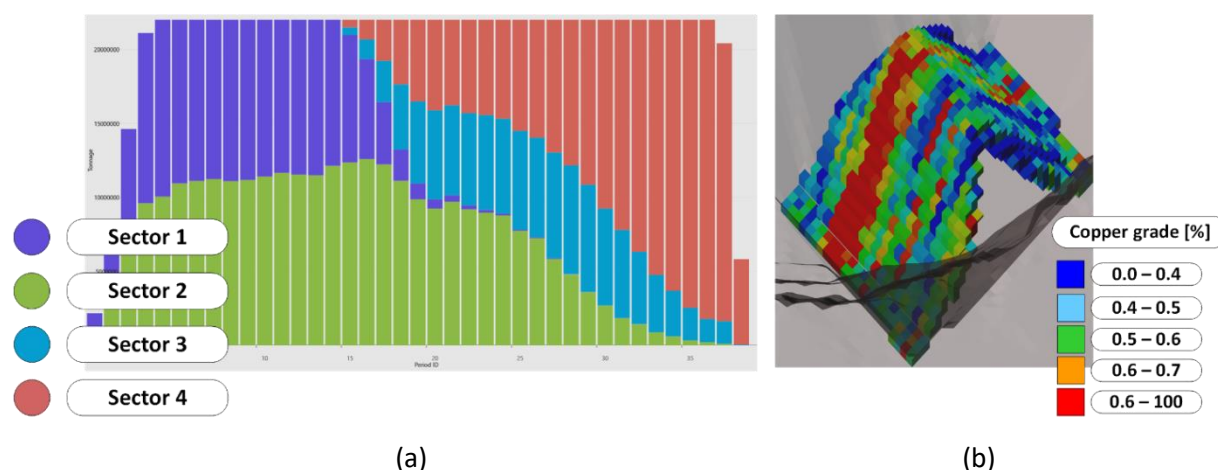 20000000
15000000
Tonnage
10000000
Sector 1
Sector 2
Sector 3
Sector 4
10 15 20 25 30 35
Period ID
Copper grade [%]
0.0 – 0.4
0.4 – 0.5
0.5 – 0.6
0.6 – 0.7
0.6 – 100
(a)
(b)